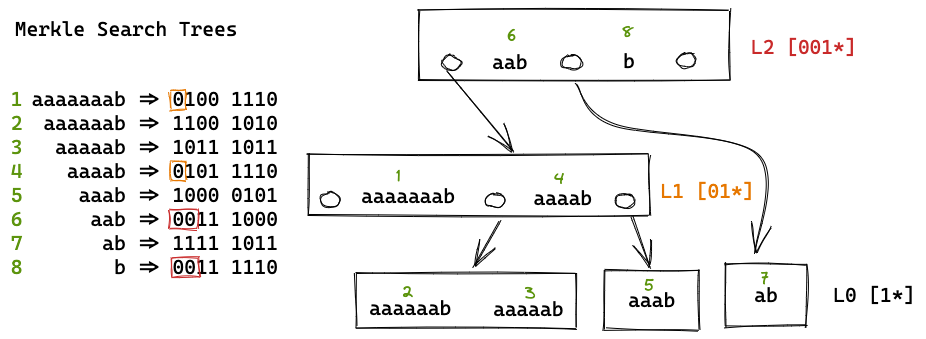 Merkle Search Trees
1 aaaaaaab => 0100 1110
2 aaaaaab => 1100 1010
3 aaaaab => 1011 1011
4 aaaab => 0101 1110
5 aaab => 1000 0101
6 aab => 0011 1000
7 ab => 1111 1011
8 b => 0011 1110
6 8
aab b
L2 [001*]
1 4
aaaaaaab aaaab
L1 [01*]
2 3
aaaaaab aaaaab
5
aaab
7
ab
L0 [1*]